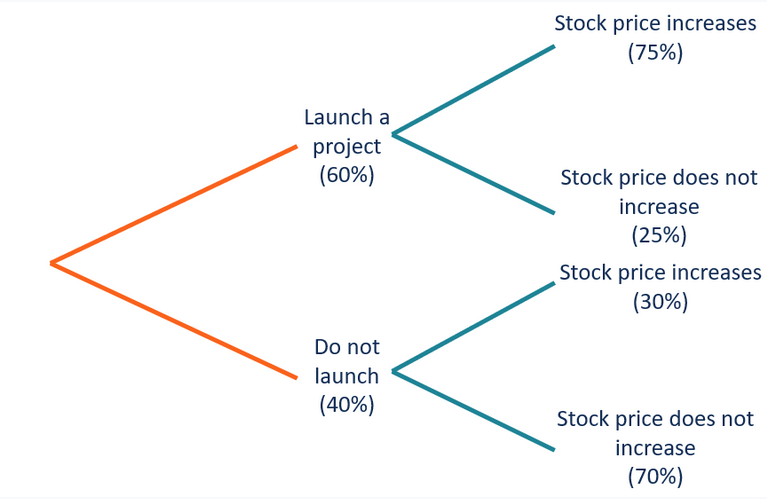 Stock price increases
(75%)
Launch a
project
(60%)
Stock price does not
increase
(25%)
Stock price increases
(30%)
Do not
launch
(40%)
Stock price does not
increase
(70%)